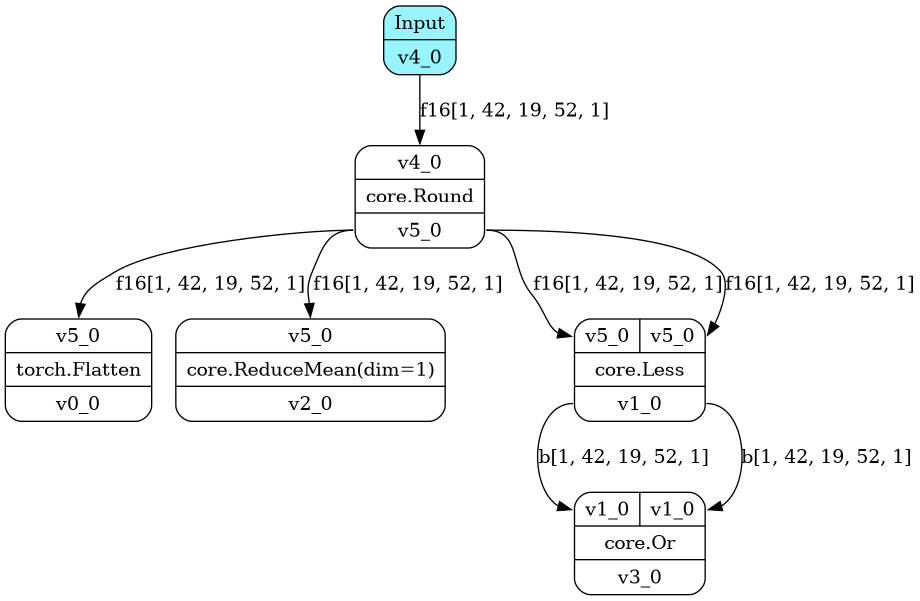 Input
v4_0
f16[1, 42, 19, 52, 1]
v4_0
core.Round
v5_0
f16[1, 42, 19, 52, 1]
f16[1, 42, 19, 52, 1]
f16[1, 42, 19, 52, 1]
f16[1, 42, 19, 52, 1]
v5_0
torch.Flatten
v0_0
v5_0
core.ReduceMean(dim=1)
v2_0
v5_0 v5_0
core.Less
v1_0
b[1, 42, 19, 52, 1]
b[1, 42, 19, 52, 1]
v1_0 v1_0
core.Or
v3_0